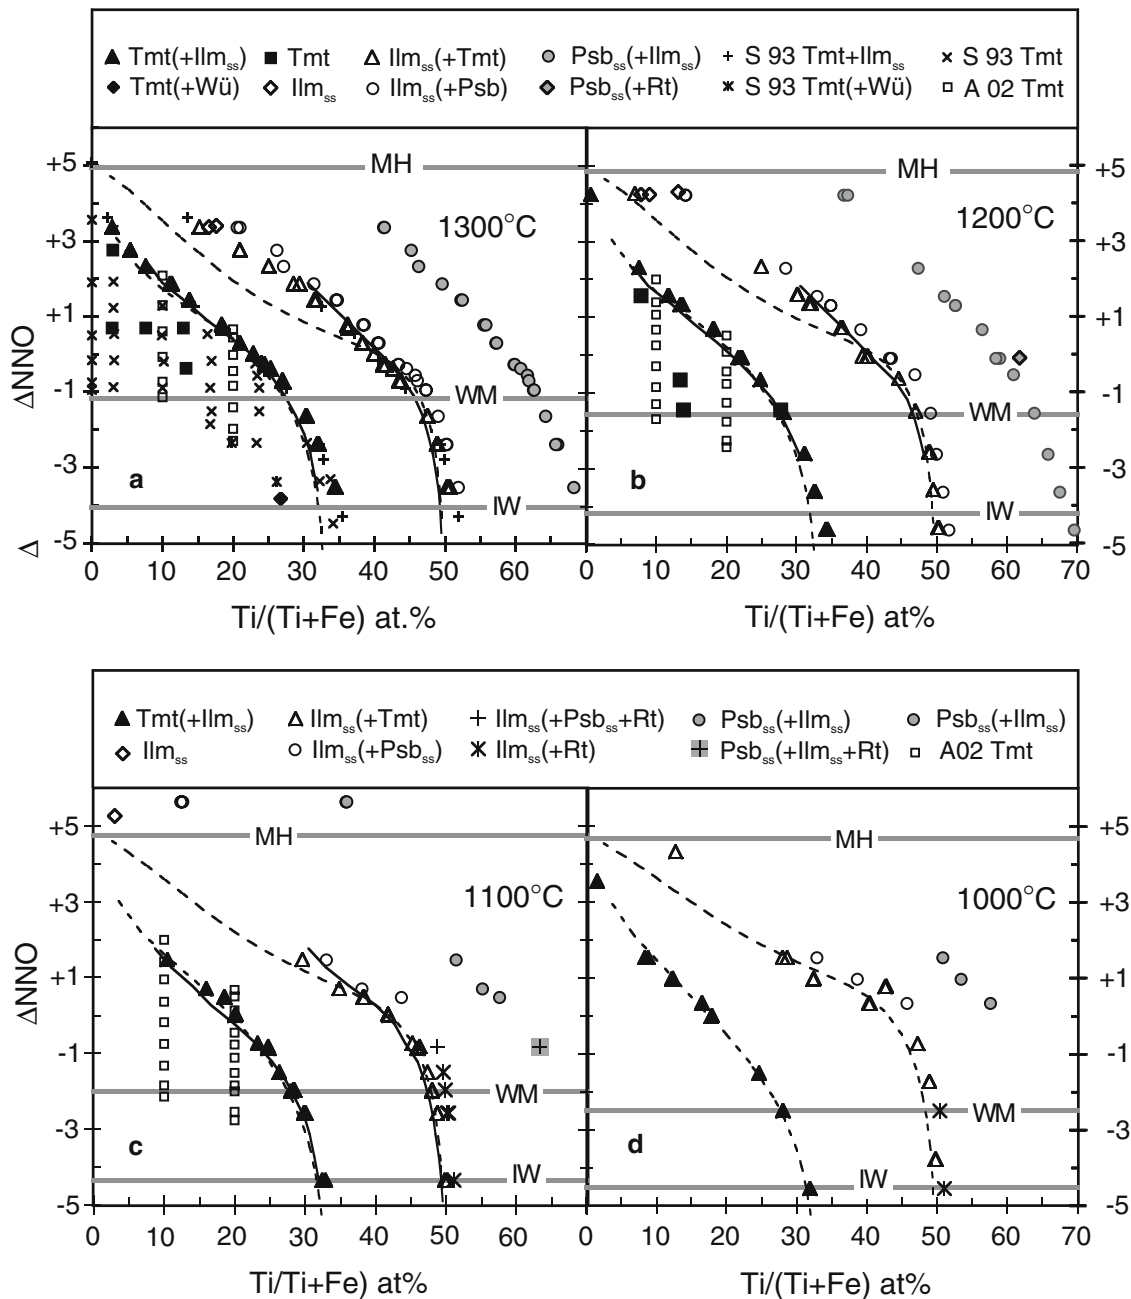 Tmt(+Ilmss) Tmt Ilmss(+Tmt) Psbss(+Ilmss) S 93 Tmt+Ilmss S 93 Tmt
Tmt(+Wü) Ilmss Ilmss(+Psb) Psbss(+Rt) S 93 Tmt(+Wü) A 02 Tmt
+5 MH MH +5
1300°C 1200°C
+3 +3
+1 +1
ΔNNO
-1 WM WM -1
-3 a b -3
IW IW
-5 -5
Δ
0 10 20 30 40 50 60 0 10 20 30 40 50 60 70
Ti/(Ti+Fe) at.% Ti/(Ti+Fe) at%
Tmt(+Ilmss) Ilmss(+Tmt) Ilmss(+Psbss+Rt) Psbss(+Ilmss) Psbss(+Ilmss)
Ilmss Ilmss(+Psbss) Ilmss(+Rt) Psbss(+Ilmss+Rt) A02 Tmt
+5 MH MH +5
1100°C 1000°C
+3 +3
+1 +1
ΔNNO
-1 -1
WM WM
-3 c d -3
IW IW
-5 -5
0 10 20 30 40 50 60 0 10 20 30 40 50 60 70
Ti/Ti+Fe) at% Ti/(Ti+Fe) at%